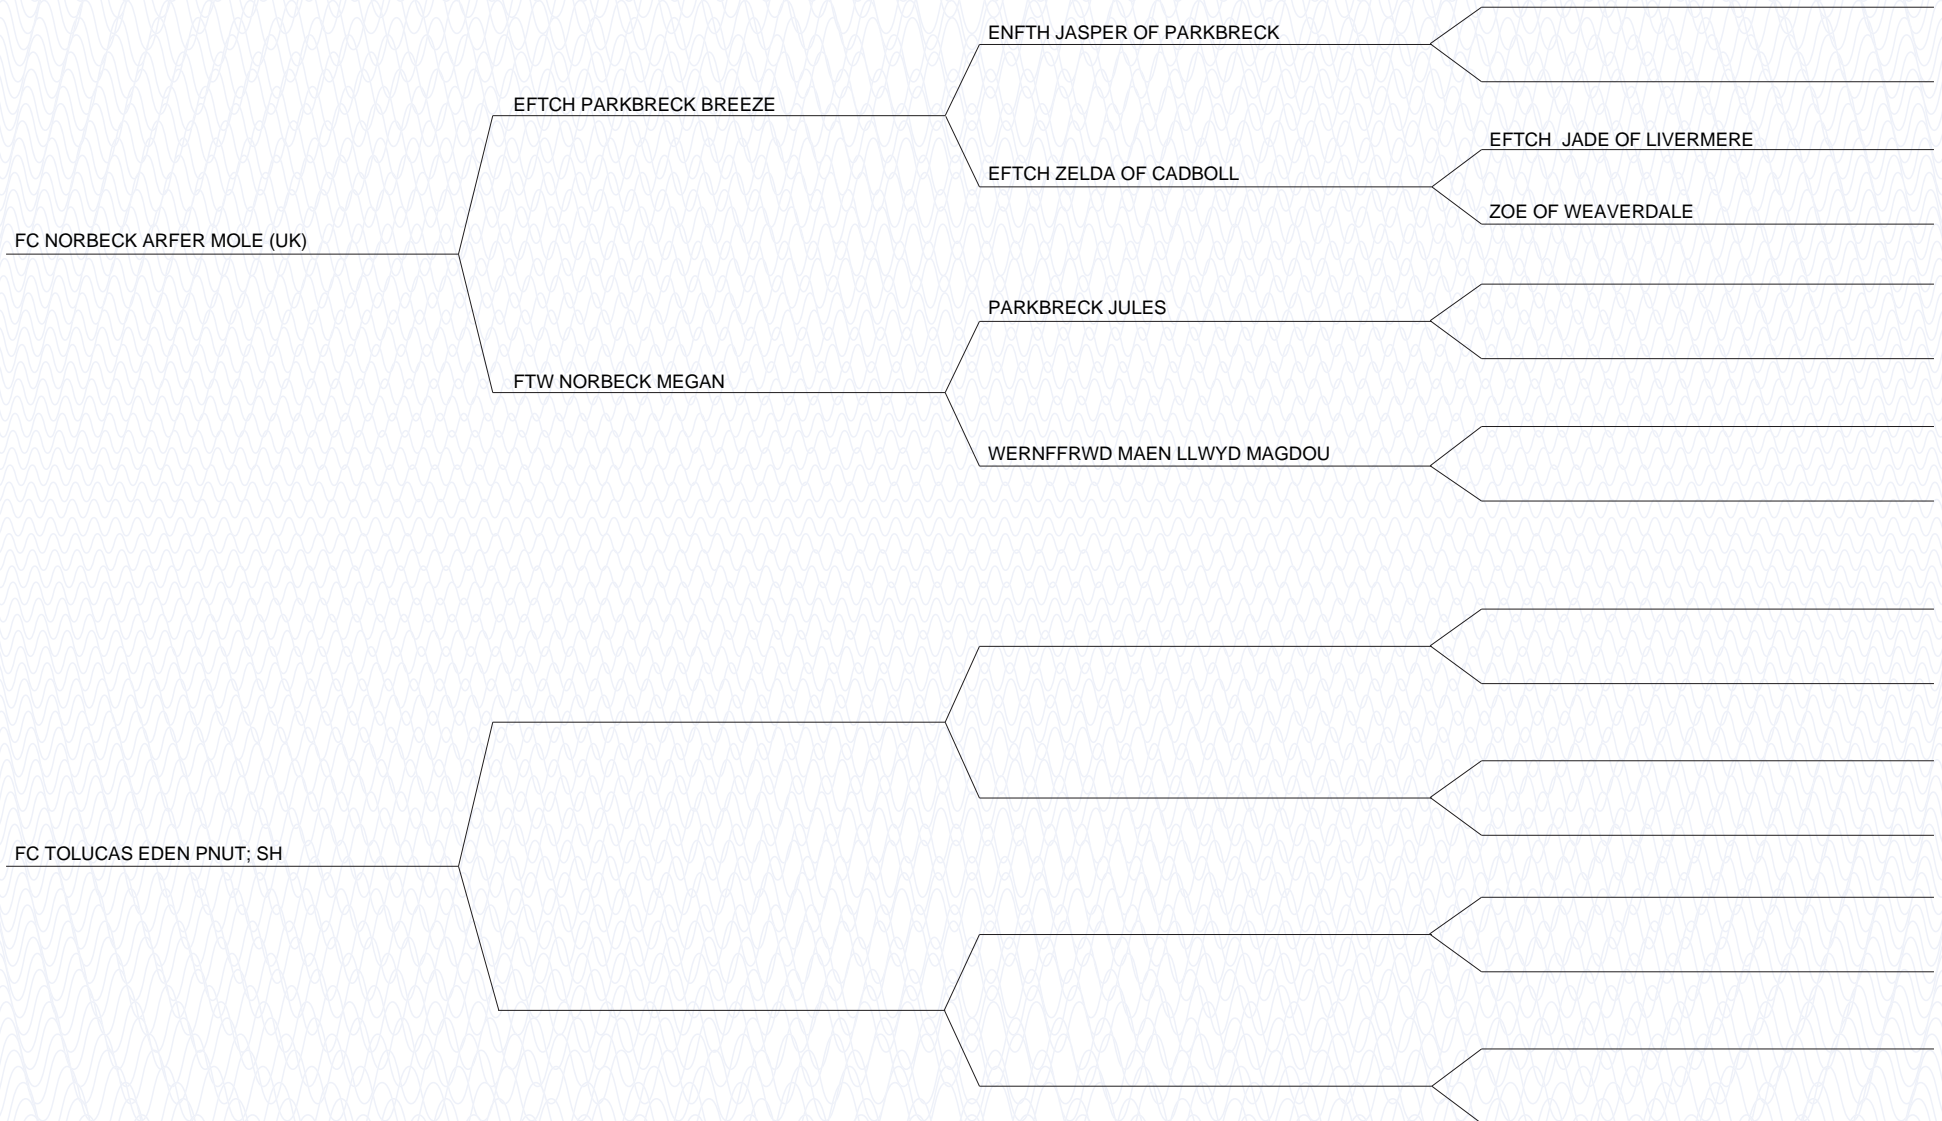 ENFTH JASPER OF PARKBRECK
EFTCH PARKBRECK BREEZE
EFTCH  JADE OF LIVERMERE
EFTCH ZELDA OF CADBOLL
ZOE OF WEAVERDALE
FC NORBECK ARFER MOLE (UK)
PARKBRECK JULES
FTW NORBECK MEGAN
WERNFFRWD MAEN LLWYD MAGDOU
FC TOLUCAS EDEN PNUT; SH